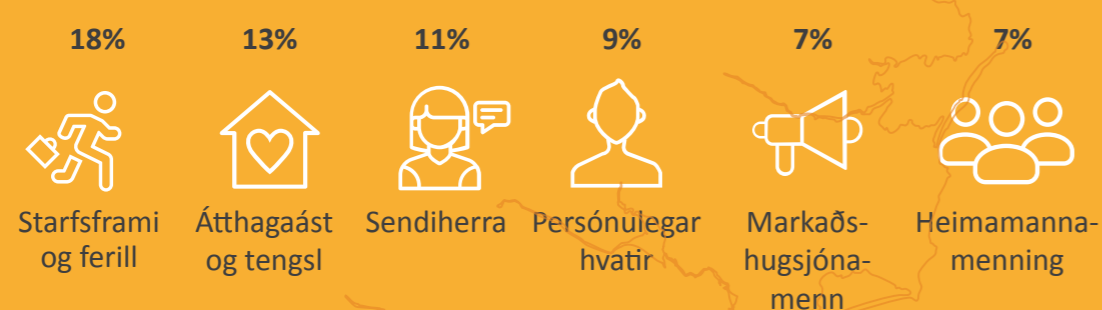 18%
13%
11%
9%
7%
7%
Starfsframi
og ferill
Átthagaást
og tengsl
Sendiherra
Persónulegar
hvatir
Markaðs-
hugsjóna-
menn
Heimamanna-
menning